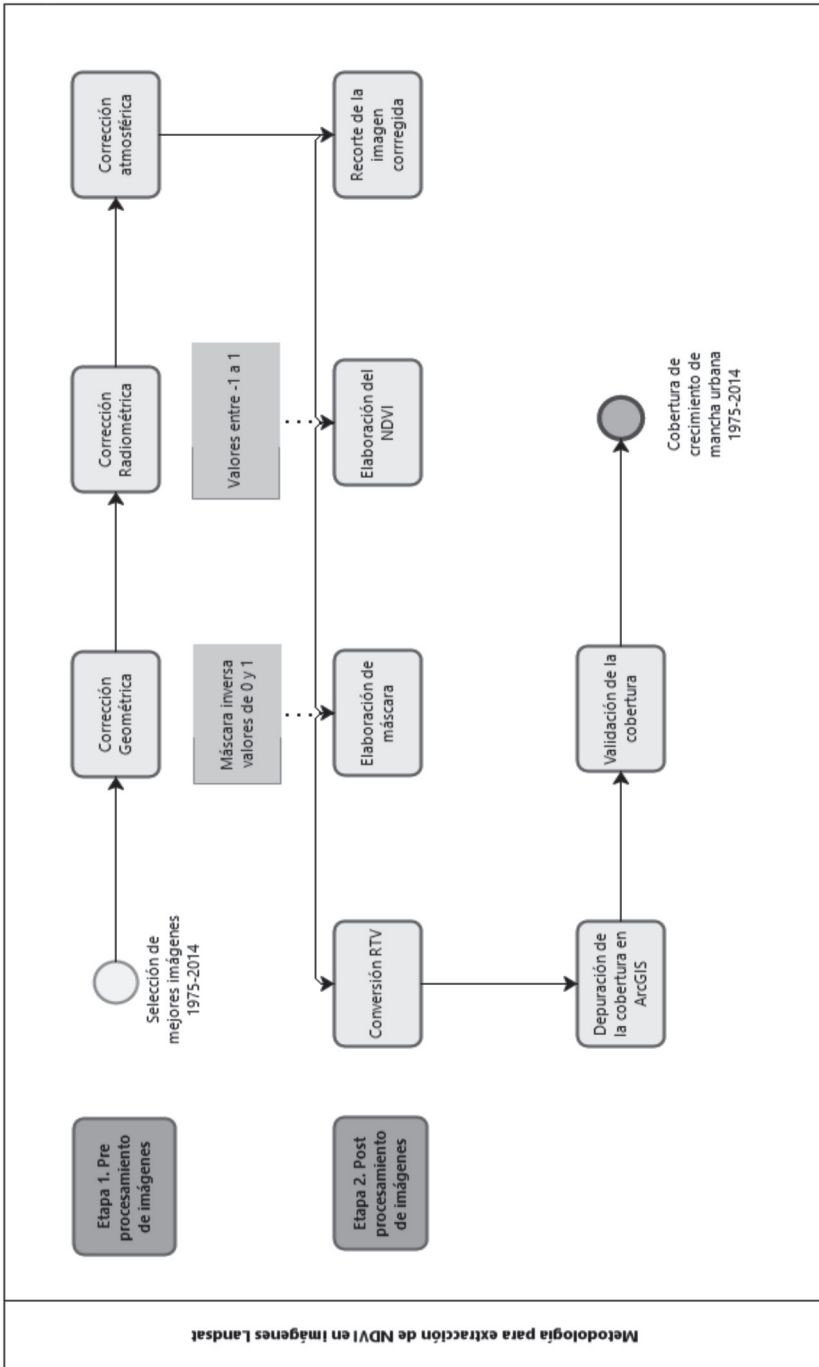 Metodología para extracción de NDVI en imágenes Landsat
Etapa 1. Pre
procesamiento
de imágenes
Selección de
mejores imágenes
1975-2014
Corrección
Geométrica
Corrección
Radiométrica
Corrección
atmosférica
Máscara inversa
valores de 0 y 1
Valores entre -1 a 1
Etapa 2. Post
procesamiento
de imágenes
Conversión RTV
Elaboración de
máscara
Elaboración del
NDVI
Recorte de la
imagen
corrregida
Depuración de
la cobertura en
ArcGIS
Validación de la
cobertura
Cobertura de
crecimiento de
mancha urbana
1975-2014